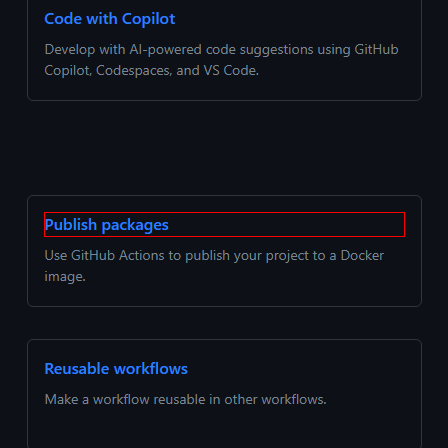 Code with Copilot
Develop with AI-powered code suggestions using GitHub
Copilot, Codespaces, and VS Code.
Publish packages
Use GitHub Actions to publish your project to a Docker
image.
Reusable workflows
Make a workflow reusable in other workflows.